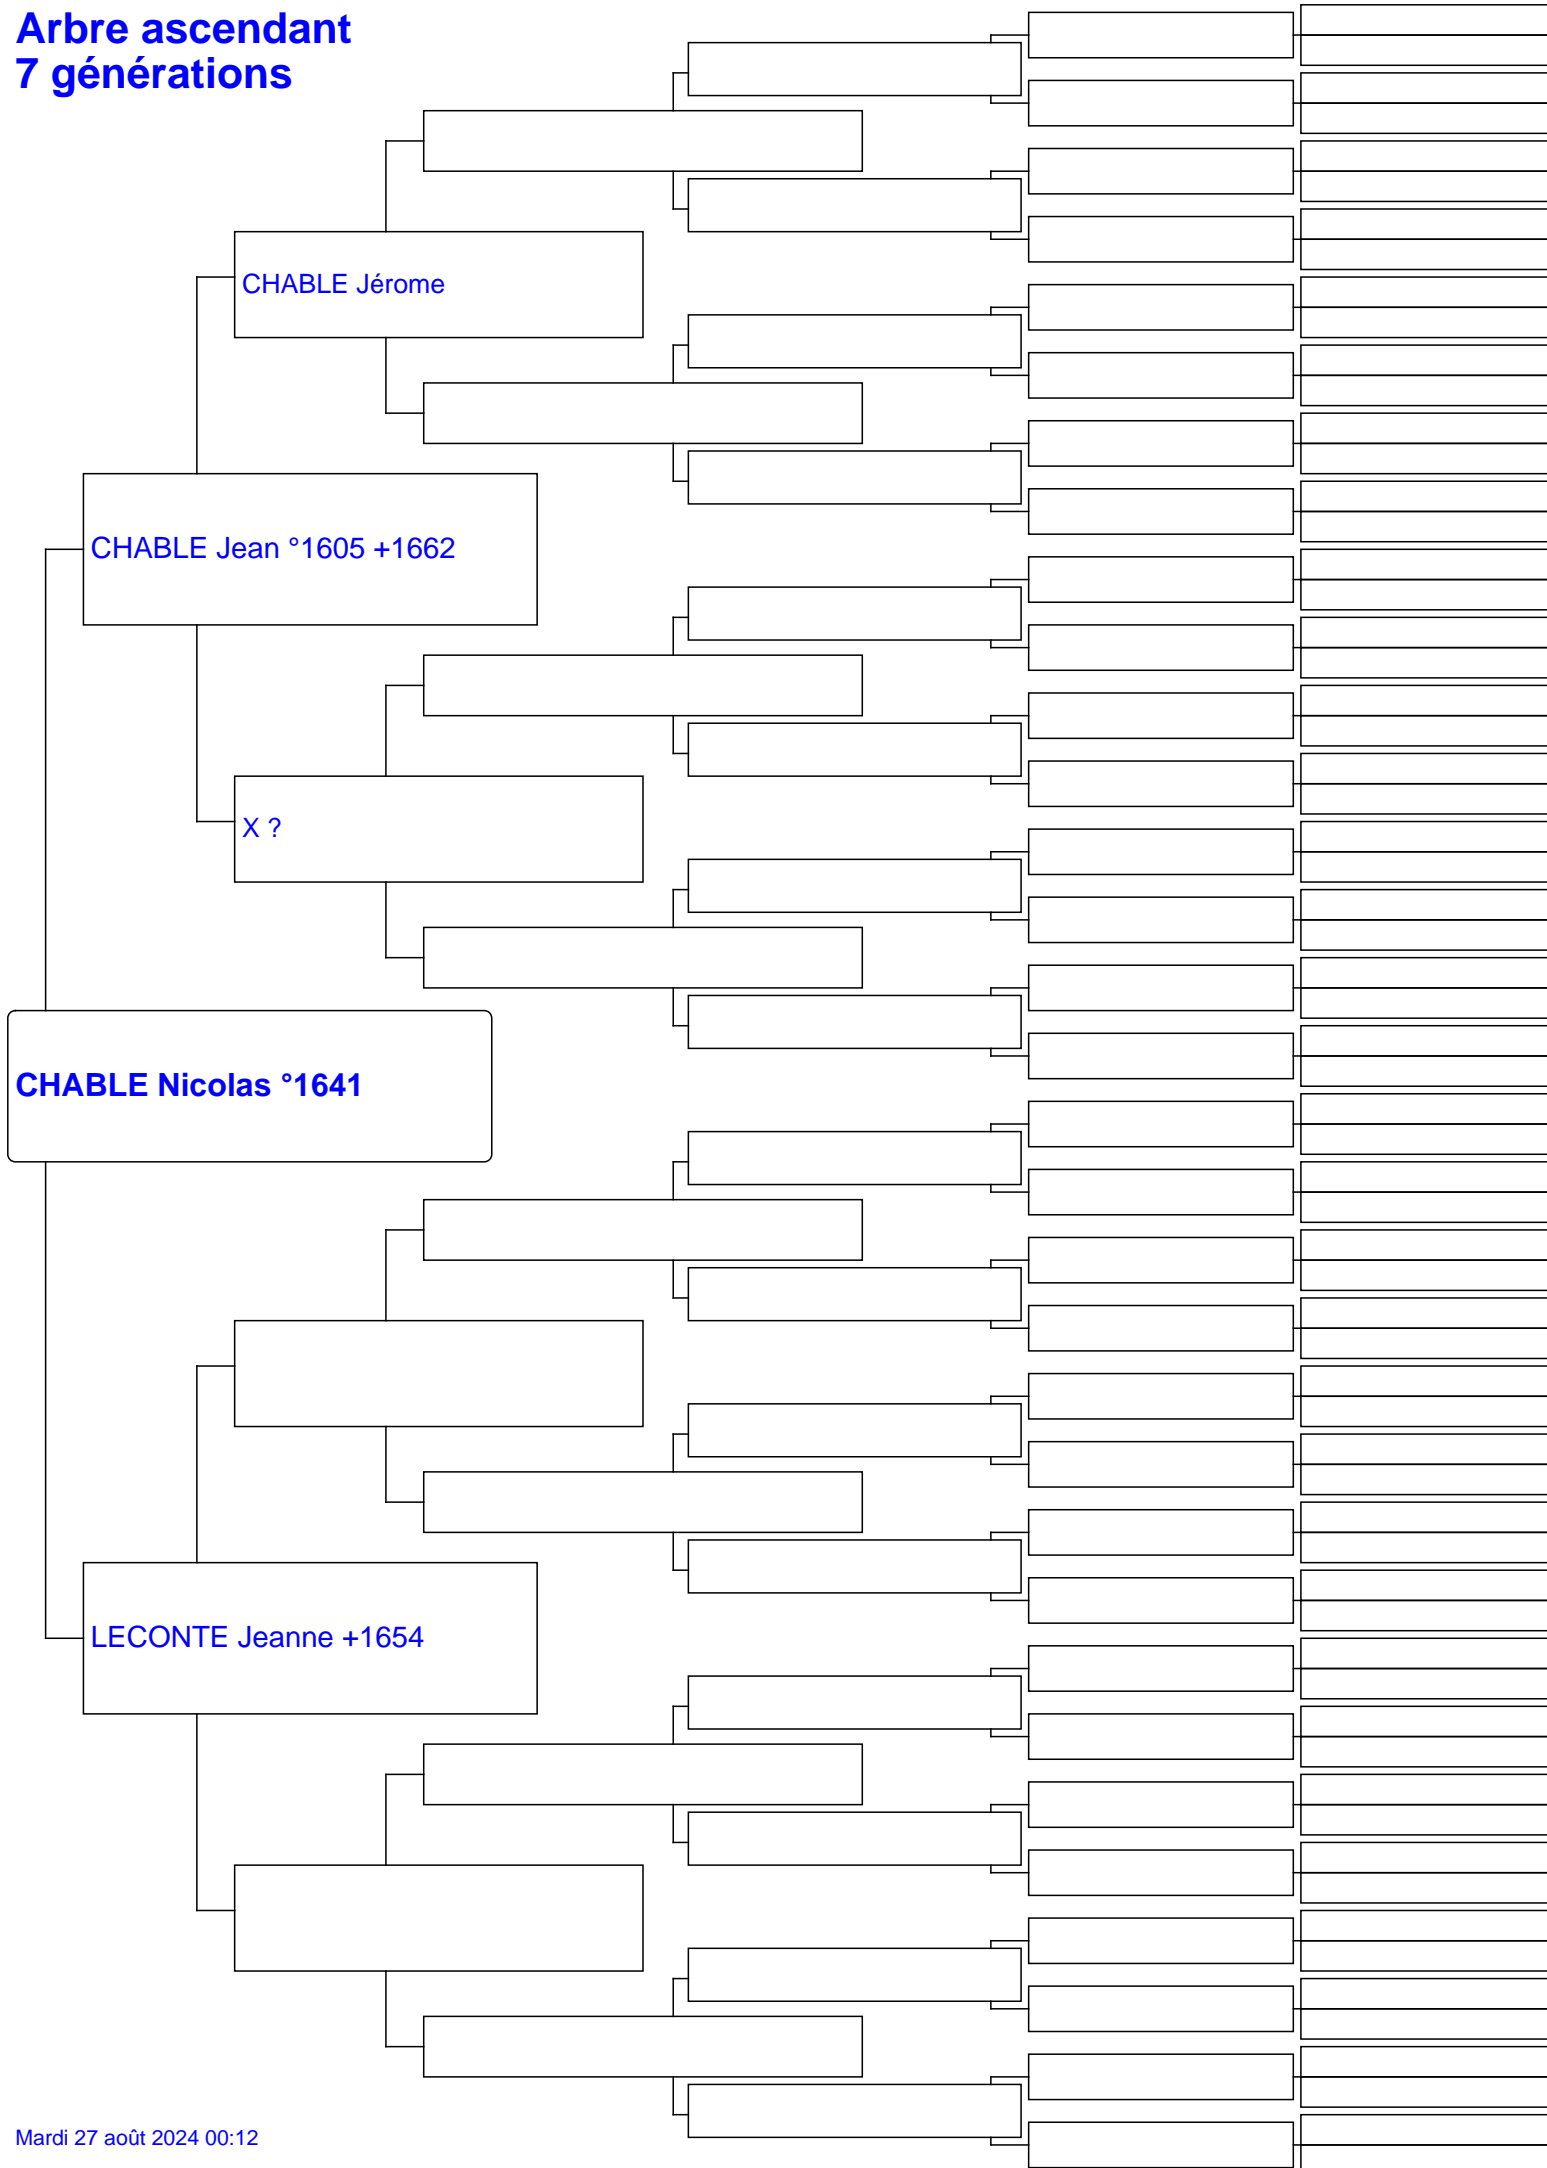 Arbre ascendant
7 générations
CHABLE Jérome
CHABLE Jean °1605 +1662
X ?
CHABLE Nicolas °1641
LECONTE Jeanne +1654
Mardi 27 août 2024 00:12